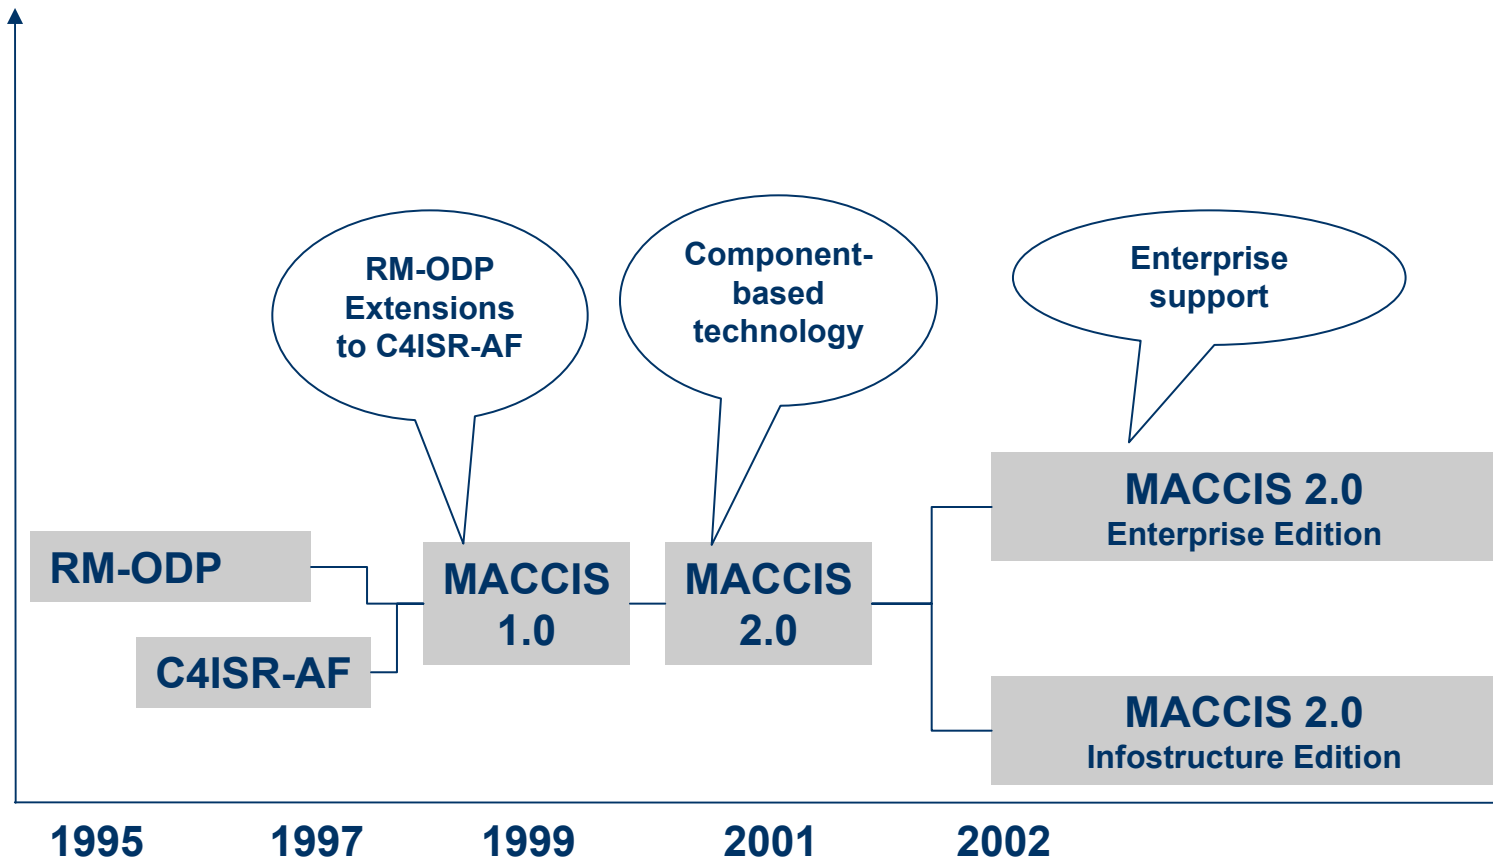 RM-ODP
Extensions
to C4ISR-AF
Component-
based
technology
Enterprise
support
RM-ODP
C4ISR-AF
MACCIS
1.0
MACCIS
2.0
MACCIS 2.0
Enterprise Edition
MACCIS 2.0
Infostructure Edition
1995 1997 1999 2001 2002